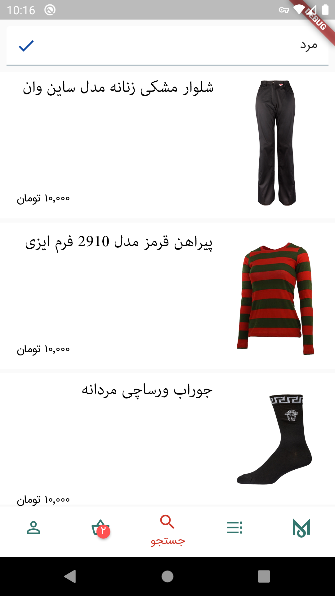 10:16
DEBUG
مرد
شلوار مشکی زنانه مدل ساین وان
۱۰,۰۰۰ تومان
پیراهن قرمز مدل 2910 فرم ایزی
۱۰,۰۰۰ تومان
جوراب ورساچی مردانه
۱۰,۰۰۰ تومان
۲
جستجو